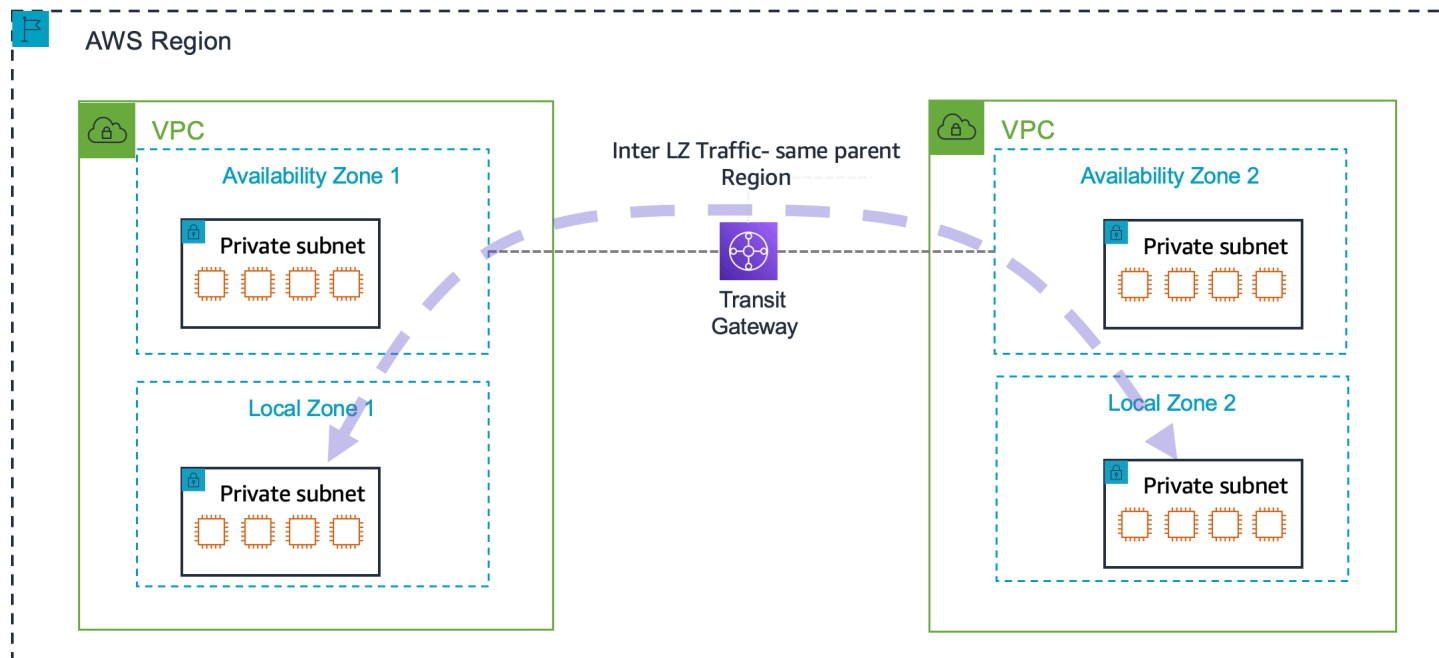 AWS Region
VPC
Availability Zone 1
Private subnet
Local Zone 1
Private subnet
Inter LZ Traffic- same parent
Region
Transit
Gateway
VPC
Availability Zone 2
Private subnet
Local Zone 2
Private subnet